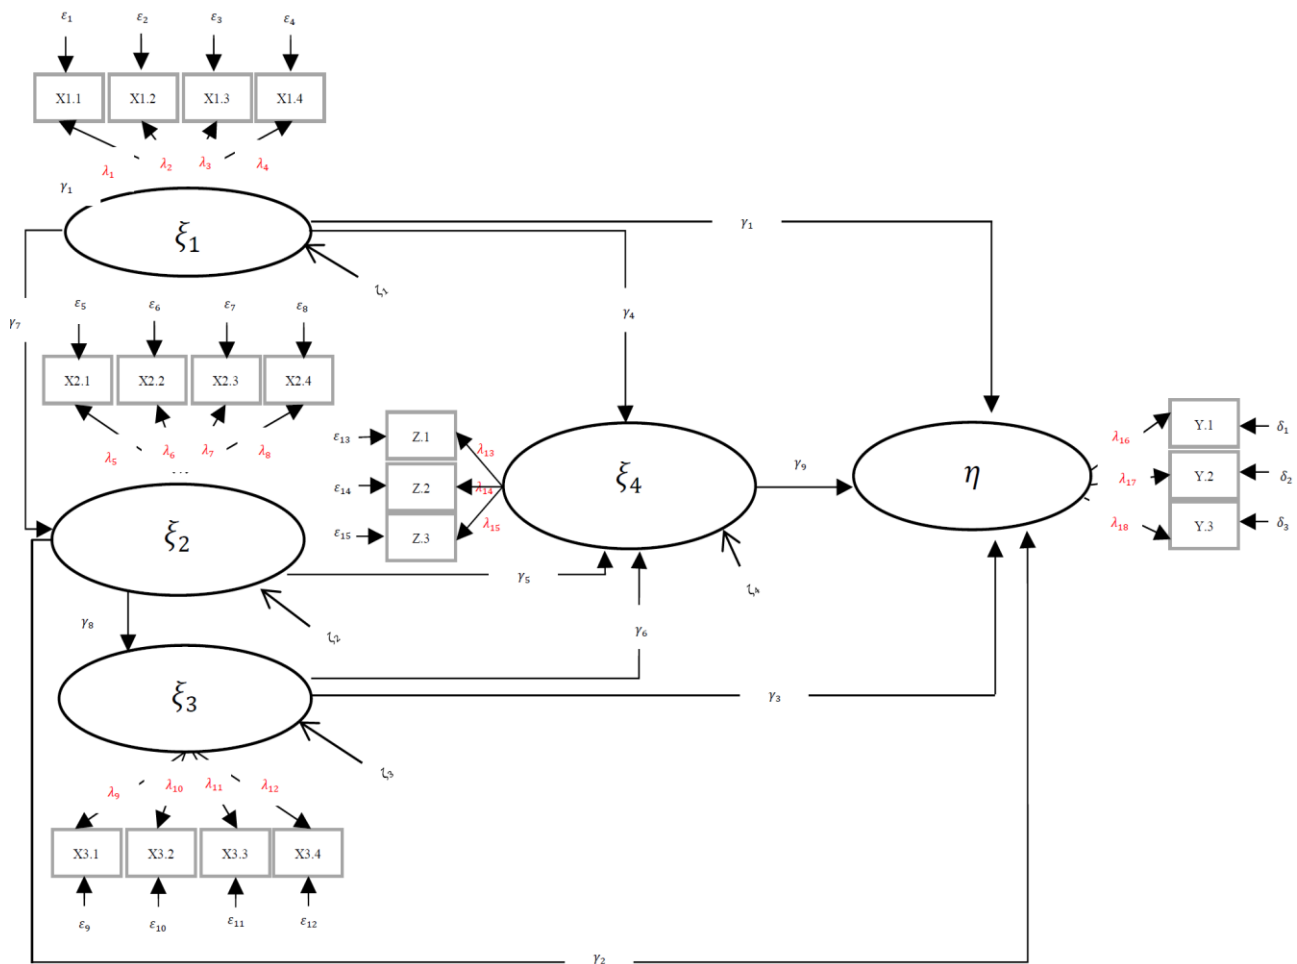 ε₁ ε₂ ε₃ ε₄
X1.1 X1.2 X1.3 X1.4
λ₁ λ₂ λ₃ λ₄
γ₁
ξ₁
γ₁
ζ₁
γ₇
γ₄
ε₅ ε₆ ε₇ ε₈
X2.1 X2.2 X2.3 X2.4
λ₅ λ₆ λ₇ λ₈
ξ₂
ζ₂
ε₁₃ Z.1 λ₁₃
ε₁₄ Z.2 λ₁₄
ε₁₅ Z.3 λ₁₅
ξ₄
γ₉
η
λ₁₆ Y.1 δ₁
λ₁₇ Y.2 δ₂
λ₁₈ Y.3 δ₃
γ₅
ζ₄
γ₈
γ₆
ξ₃
γ₃
ζ₃
λ₉ λ₁₀ λ₁₁ λ₁₂
X3.1 X3.2 X3.3 X3.4
ε₉ ε₁₀ ε₁₁ ε₁₂
γ₂